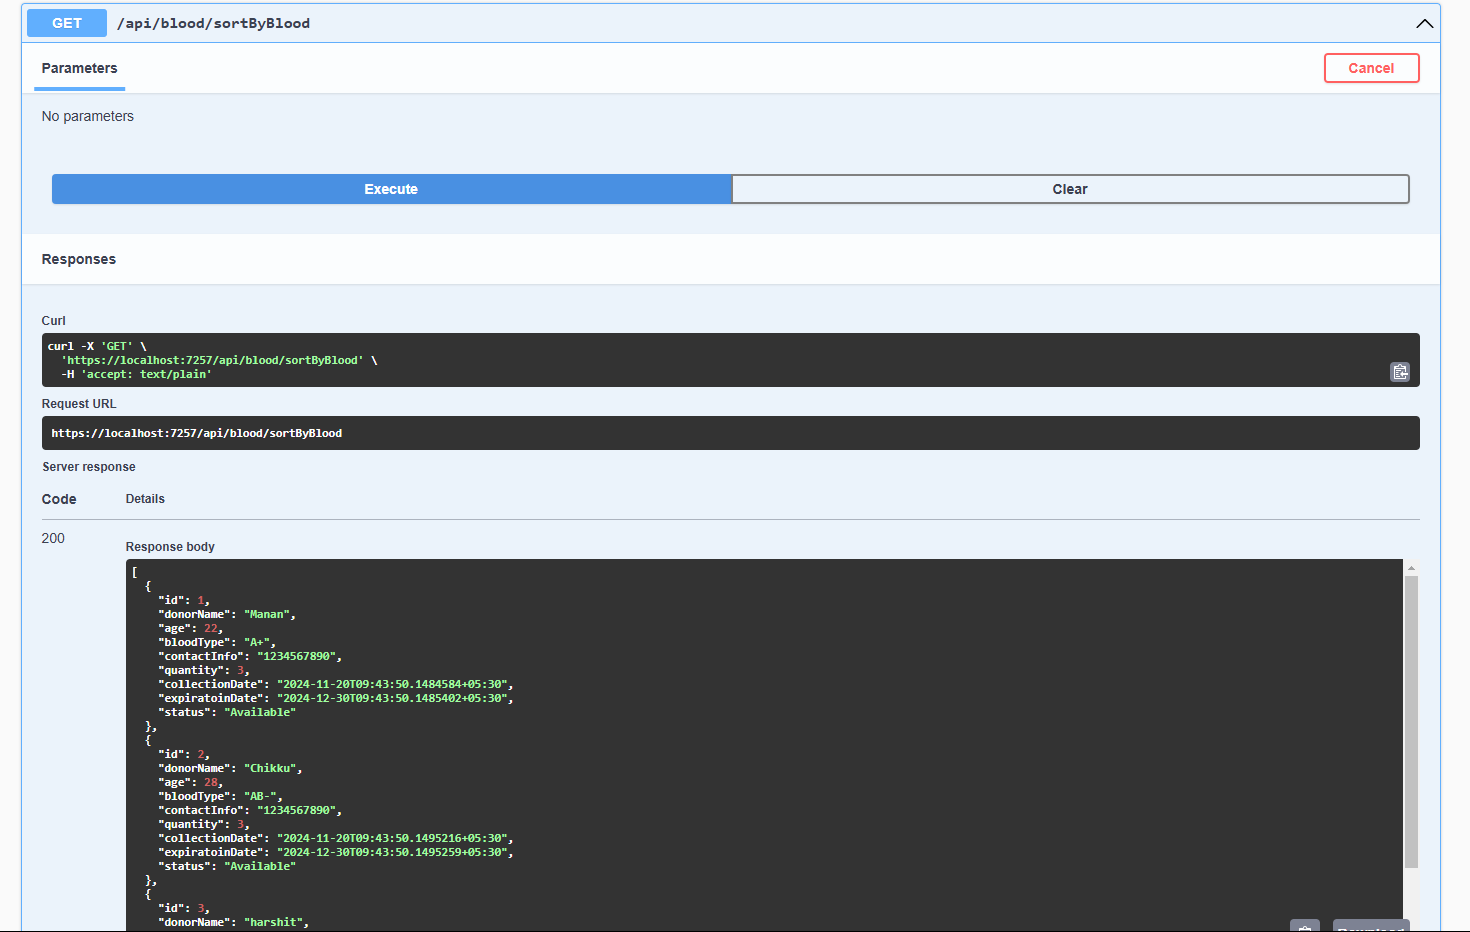 GET /api/blood/sortByBlood
Parameters
Cancel
No parameters
Execute
Clear
Responses
Curl
curl -X 'GET' \
'https://localhost:7257/api/blood/sortByBlood' \
-H 'accept: text/plain'
Request URL
https://localhost:7257/api/blood/sortByBlood
Server response
Code Details
200
Response body
[
{
"id": 1,
"donorName": "Manan",
"age": 22,
"bloodType": "A+",
"contactInfo": "1234567890",
"quantity": 3,
"collectionDate": "2024-11-20T09:43:50.1484584+05:30",
"expiratoinDate": "2024-12-30T09:43:50.1485402+05:30",
"status": "Available"
},
{
"id": 2,
"donorName": "Chikku",
"age": 28,
"bloodType": "AB-",
"contactInfo": "1234567890",
"quantity": 3,
"collectionDate": "2024-11-20T09:43:50.1495216+05:30",
"expiratoinDate": "2024-12-30T09:43:50.1495259+05:30",
"status": "Available"
},
{
"id": 3,
"donorName": "harshit",
Download